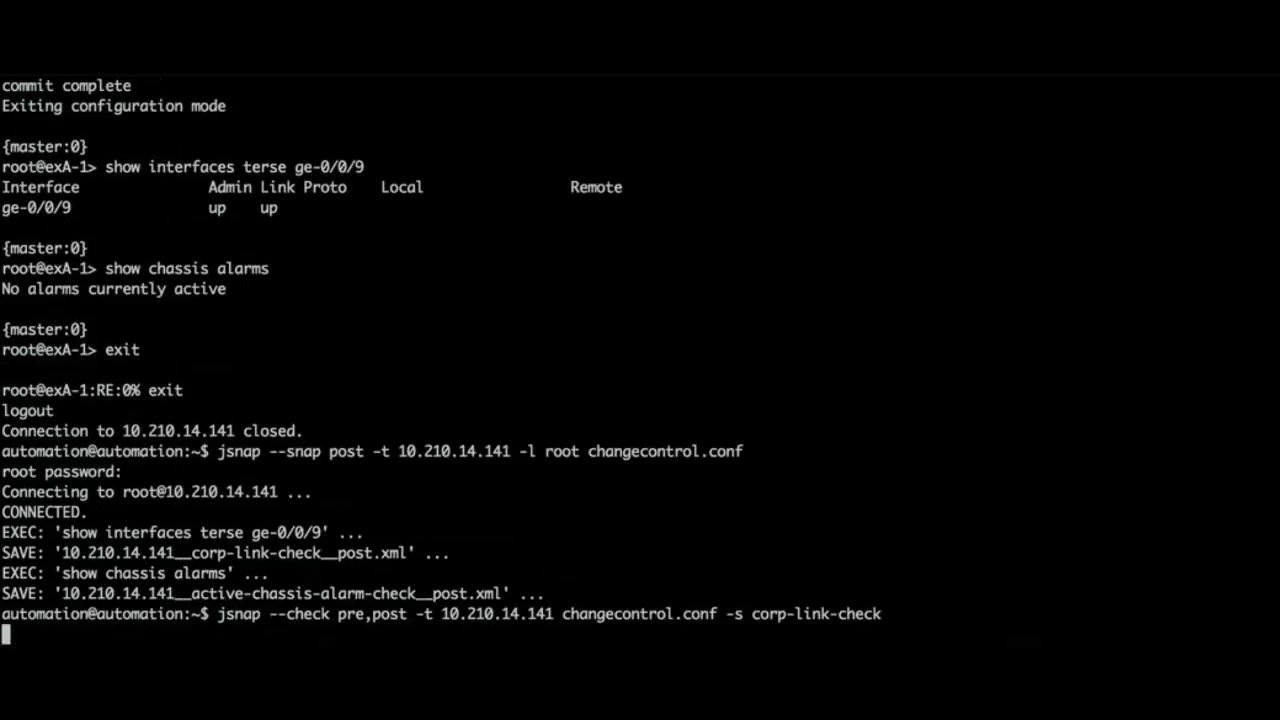 commit complete
Exiting configuration mode
{master:0}
root@exA-1> show interfaces terse ge-0/0/9
Interface Admin Link Proto Local Remote
ge-0/0/9 up up
{master:0}
root@exA-1> show chassis alarms
No alarms currently active
{master:0}
root@exA-1> exit
root@exA-1:RE:0% exit
logout
Connection to 10.210.14.141 closed.
automation@automation:~$ jsnap --snap post -t 10.210.14.141 -l root changecontrol.conf
root password:
Connecting to root@10.210.14.141 ...
CONNECTED.
EXEC: 'show interfaces terse ge-0/0/9' ...
SAVE: '10.210.14.141__corp-link-check__post.xml' ...
EXEC: 'show chassis alarms' ...
SAVE: '10.210.14.141__active-chassis-alarm-check__post.xml' ...
automation@automation:~$ jsnap --check pre,post -t 10.210.14.141 changecontrol.conf -s corp-link-check